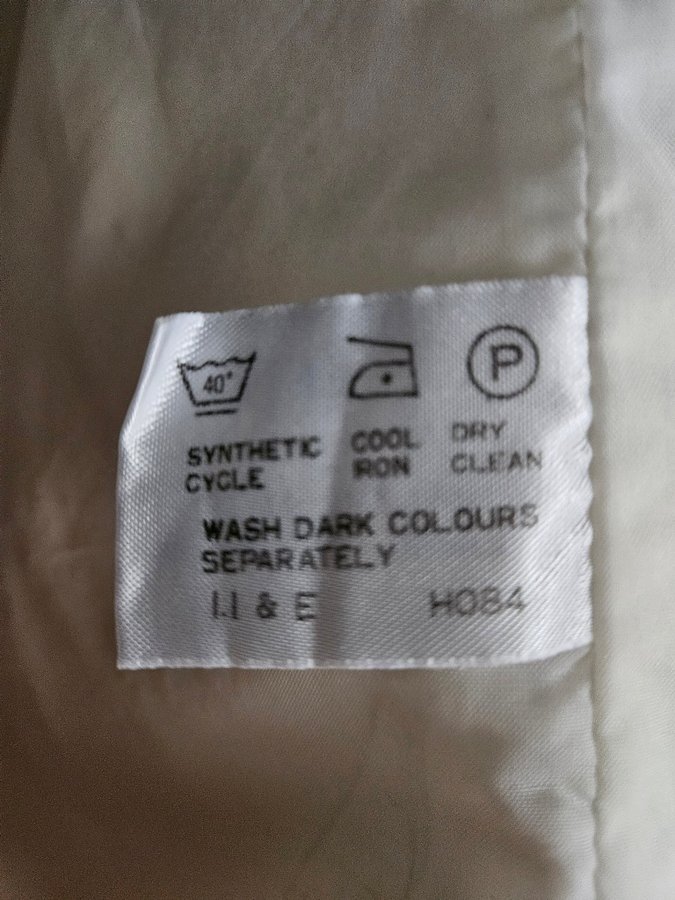 40° P
SYNTHETIC COOL DRY
CYCLE IRON CLEAN
WASH DARK COLOURS
SEPARATELY
& E H084